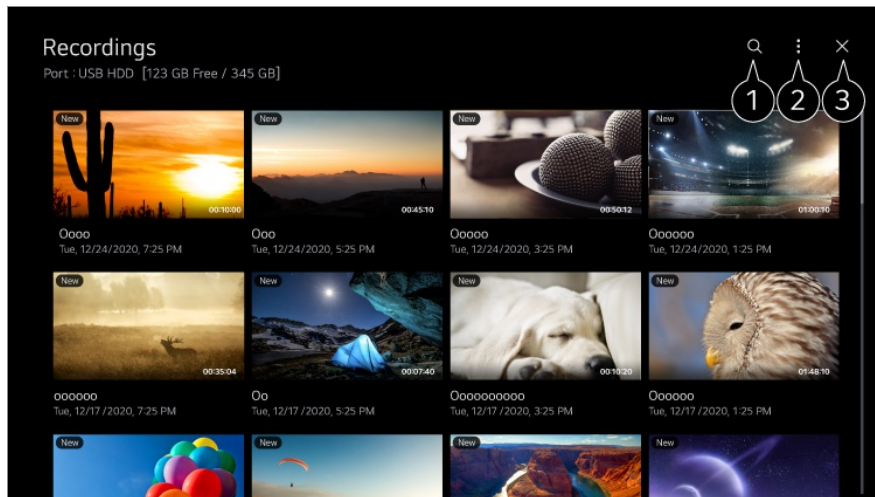 Recordings
Port : USB HDD [123 GB Free / 345 GB]
1 2 3
New New New New
00:10:00 00:45:10 00:50:12 01:00:10
Oooo Ooo Ooooo Oooooo
Tue, 12/24/2020, 7:25 PM Tue, 12/24/2020, 5:25 PM Tue, 12/24/2020, 3:25 PM Tue, 12/24/2020, 1:25 PM
New New New New
00:35:04 00:07:40 00:10:20 01:48:10
oooooo Oo Oooooooooo Oooooo
Tue, 12/17 /2020, 7:25 PM Tue, 12/17 /2020, 5:25 PM Tue, 12/17 /2020, 3:25 PM Tue, 12/17 /2020, 1:25 PM
New New New New